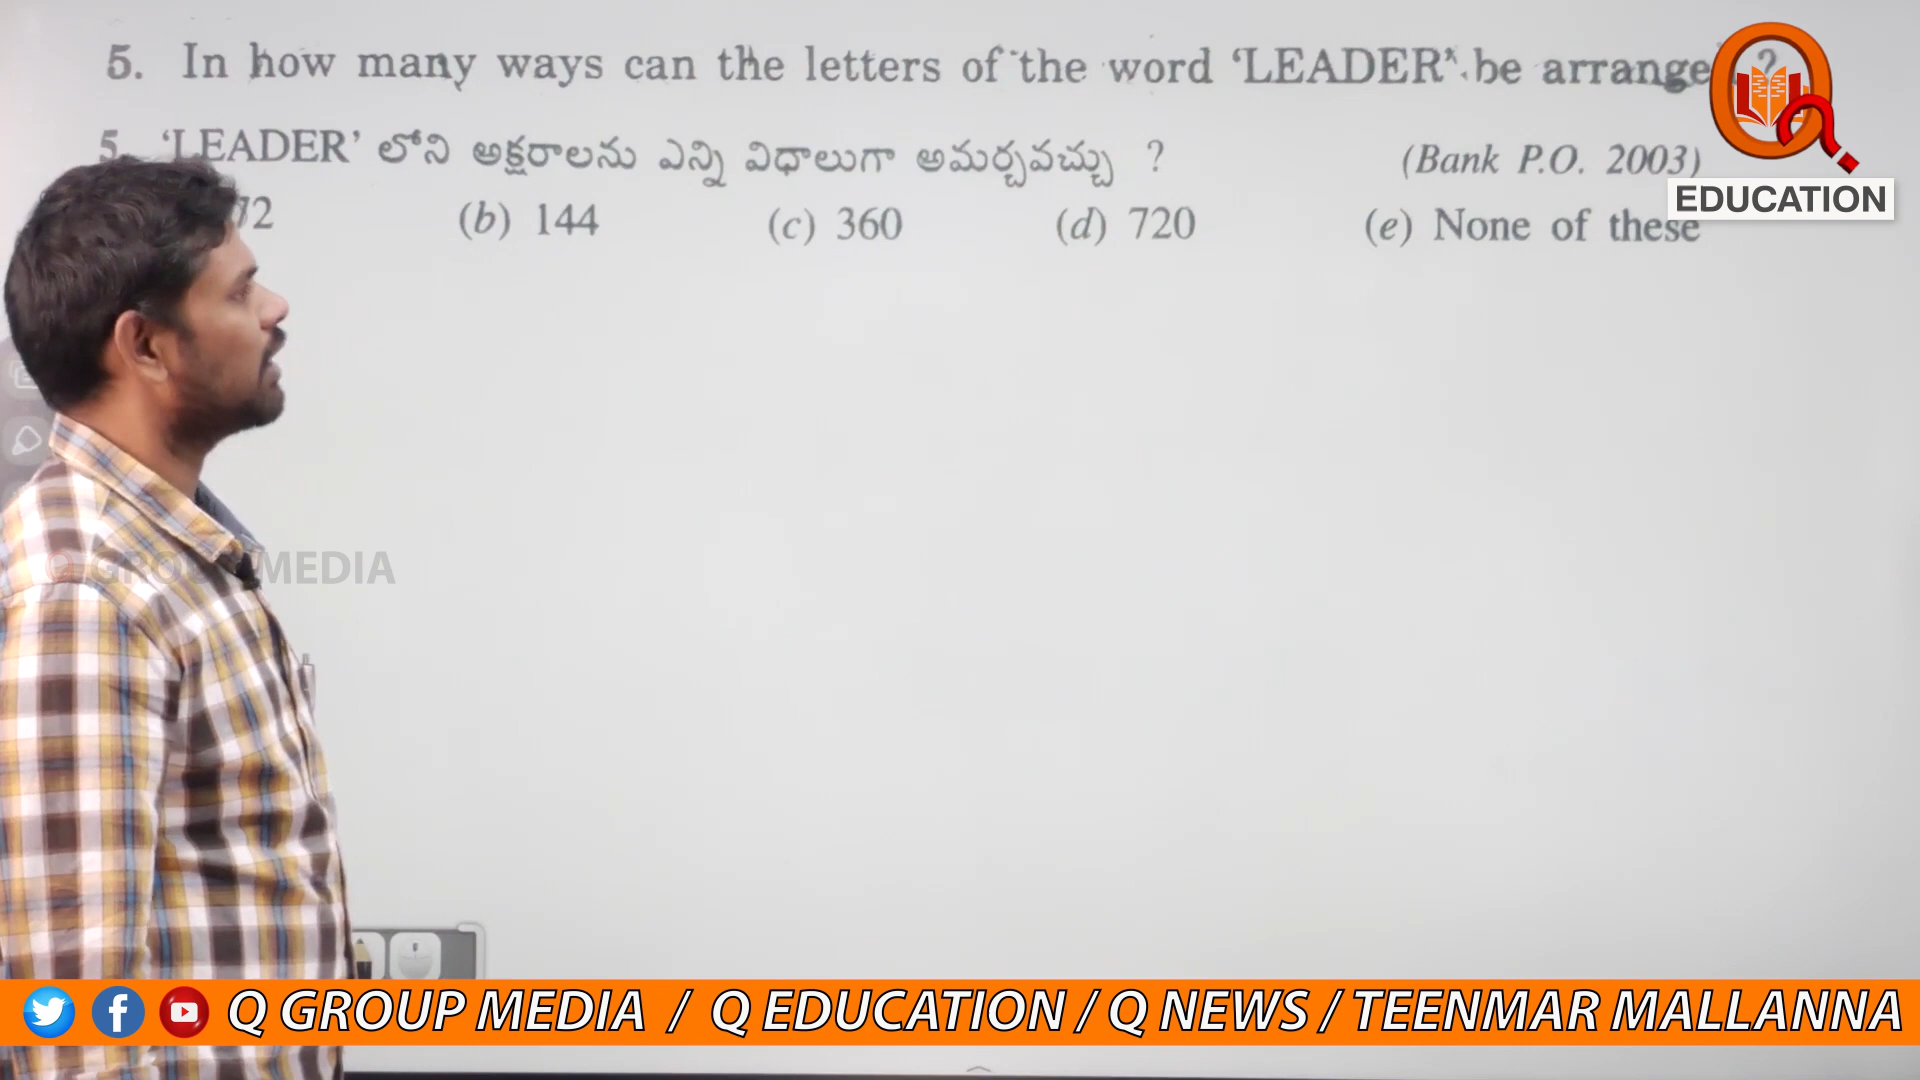 5. In how many ways can the letters of the word ‘LEADER’ be arrange ?
5. ‘LEADER’ లోని అక్షరాలను ఎన్ని విధాలుగా అమర్చవచ్చు ? (Bank P.O. 2003)
72 (b) 144 (c) 360 (d) 720 (e) None of these
EDUCATION
GROUP MEDIA
Q GROUP MEDIA / Q EDUCATION / Q NEWS / TEENMAR MALLANNA